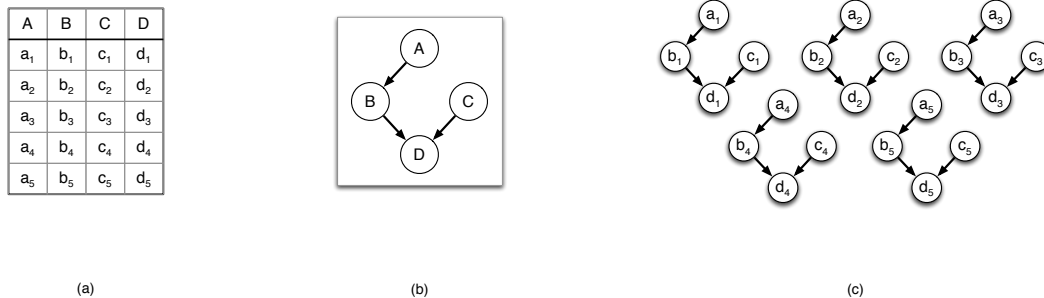 A B C D
a₁ b₁ c₁ d₁
a₂ b₂ c₂ d₂
a₃ b₃ c₃ d₃
a₄ b₄ c₄ d₄
a₅ b₅ c₅ d₅
(a)
A
B C
D
(b)
a₁ a₂ a₃
b₁ c₁ b₂ c₂ b₃ c₃
d₁ d₂ d₃
a₄ a₅
b₄ c₄ b₅ c₅
d₄ d₅
(c)